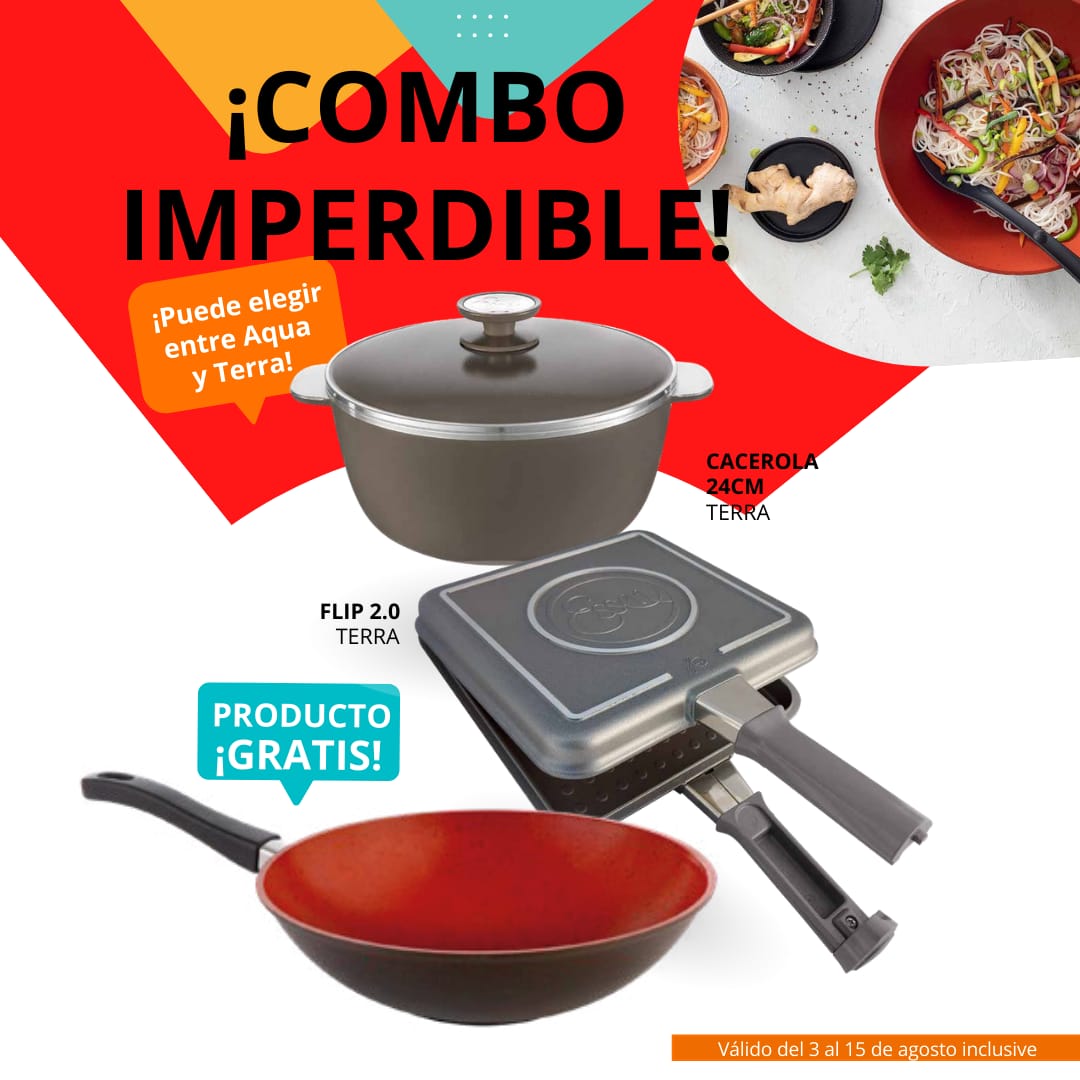 ¡COMBO
IMPERDIBLE!
¡Puede elegir
entre Aqua
y Terra!
CACEROLA
24CM
TERRA
FLIP 2.0
TERRA
Essen
PRODUCTO
¡GRATIS!
Válido del 3 al 15 de agosto inclusive